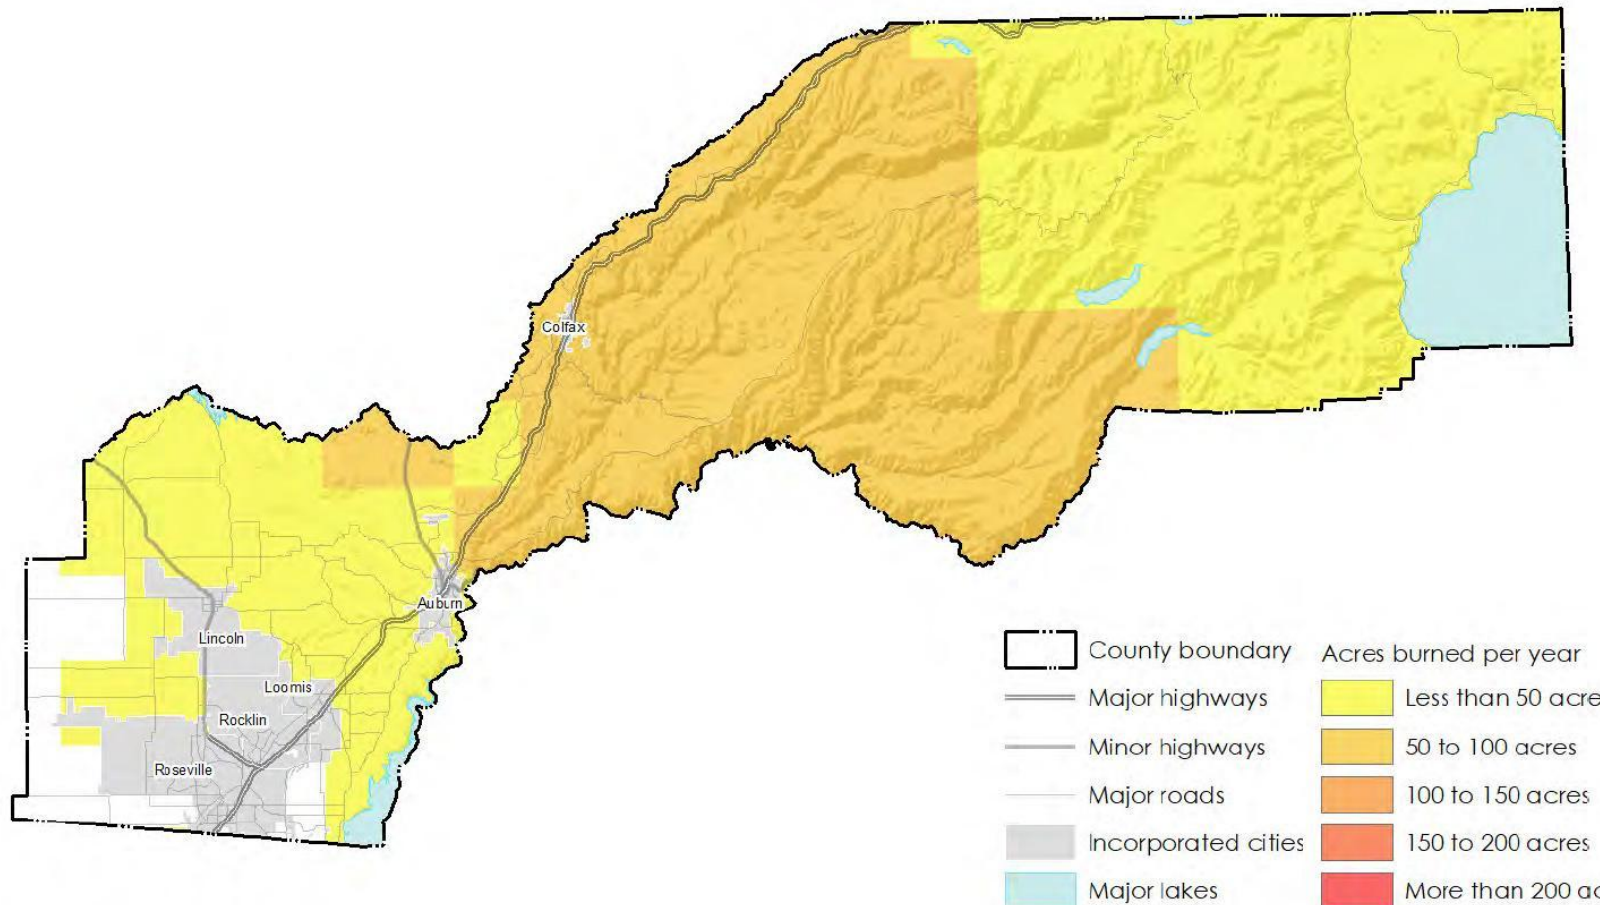 Colfax
Auburn
Lincoln
Loomis
Rocklin
Roseville
County boundary
Major highways
Minor highways
Major roads
Incorporated cities
Major lakes
Acres burned per year
Less than 50 acre
50 to 100 acres
100 to 150 acres
150 to 200 acres
More than 200 ac